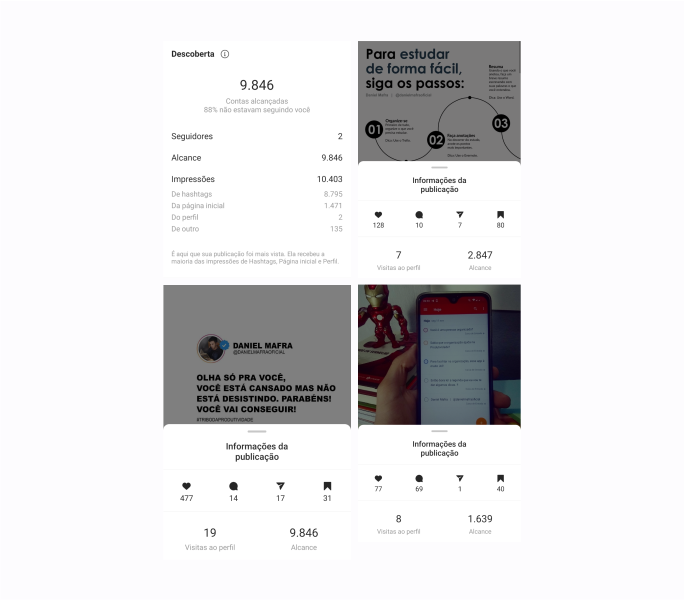 Descoberta
9.846
Contas alcançadas
88% não estavam seguindo você
Seguidores 2
Alcance 9.846
Impressões 10.403
De hashtags 8.795
Da página inicial 1.471
Do perfil 2
De outro 135
É aqui que sua publicação foi mais vista. Ela recebeu a
maioria das impressões de Hashtags, Página inicial e Perfil.
Para estudar
de forma fácil,
siga os passos:
Resuma
Organize-se
01
Faça anotações
02
03
Informações da
publicação
128 10 7 80
7 2.847
Visitas ao perfil Alcance
DANIEL MAFRA
@DANIELMAFRAOFICIAL
OLHA SÓ PRA VOCÊ,
VOCÊ ESTÁ CANSADO MAS NÃO
ESTÁ DESISTINDO. PARABÉNS!
VOCÊ VAI CONSEGUIR!
#TRIBODAPRODUTIVIDADE
Informações da
publicação
477 14 17 31
19 9.846
Visitas ao perfil Alcance
Hoje
Informações da
publicação
77 69 1 40
8 1.639
Visitas ao perfil Alcance